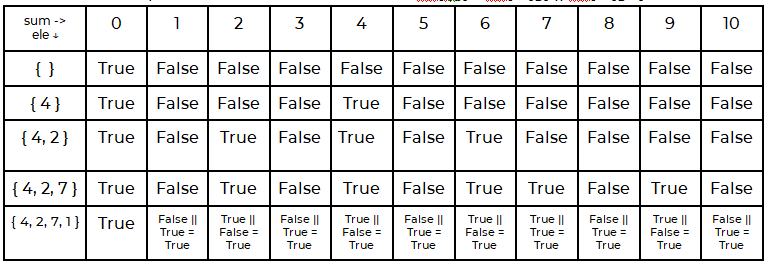 sum -> 0 1 2 3 4 5 6 7 8 9 10
ele ↓
{ } True False False False False False False False False False False
{ 4 } True False False False True False False False False False False
{ 4, 2 } True False True False True False True False False False False
{ 4, 2, 7 } True False True False True False True True False True False
{ 4, 2, 7, 1 } True False || True || False || True || False || True || True || False || True || False ||
True = False = True = False = True = False = True = True = False = True =
True True True True True True True True True True